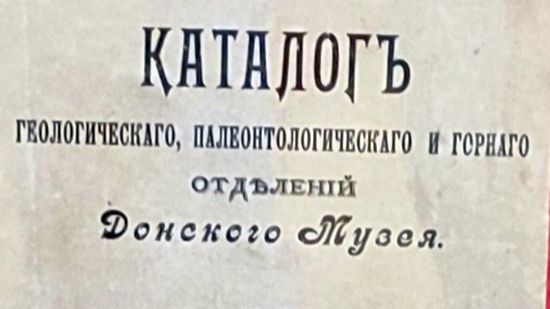 КАТАЛОГЪ
ГЕОЛОГИЧЕСКАГО, ПАЛЕОНТОЛОГИЧЕСКАГО И ГОРНАГО
ОТДѢЛЕНІЙ
Донского Музея.